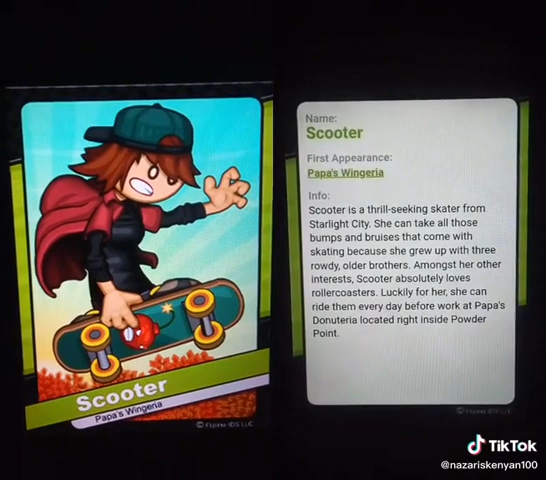 Scooter
Papa's Wingeria
© Flipline IDS LLC
Name:
Scooter
First Appearance:
Papa's Wingeria
Info:
Scooter is a thrill-seeking skater from
Starlight City. She can take all those
bumps and bruises that come with
skating because she grew up with three
rowdy, older brothers. Amongst her other
interests, Scooter absolutely loves
rollercoasters. Luckily for her, she can
ride them every day before work at Papa's
Donuteria located right inside Powder
Point.
© Flipline IDS LLC
TikTok
@nazariskenyan100